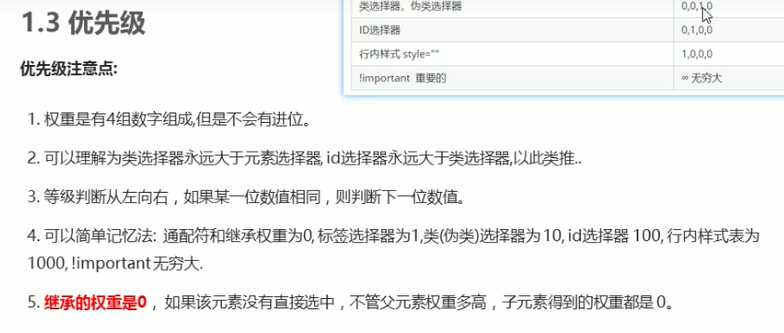 1.3 优先级
类选择器，伪类选择器 0,0,1,0
ID选择器 0,1,0,0
行内样式 style="" 1,0,0,0
!important 重要的 ∞ 无穷大
优先级注意点:
1. 权重是有4组数字组成,但是不会有进位。
2. 可以理解为类选择器永远大于元素选择器, id选择器永远大于类选择器,以此类推..
3. 等级判断从左向右，如果某一位数值相同，则判断下一位数值。
4. 可以简单记忆法: 通配符和继承权重为0, 标签选择器为1,类(伪类)选择器为 10, id选择器 100, 行内样式表为
1000, !important 无穷大.
5. 继承的权重是0， 如果该元素没有直接选中，不管父元素权重多高，子元素得到的权重都是 0。